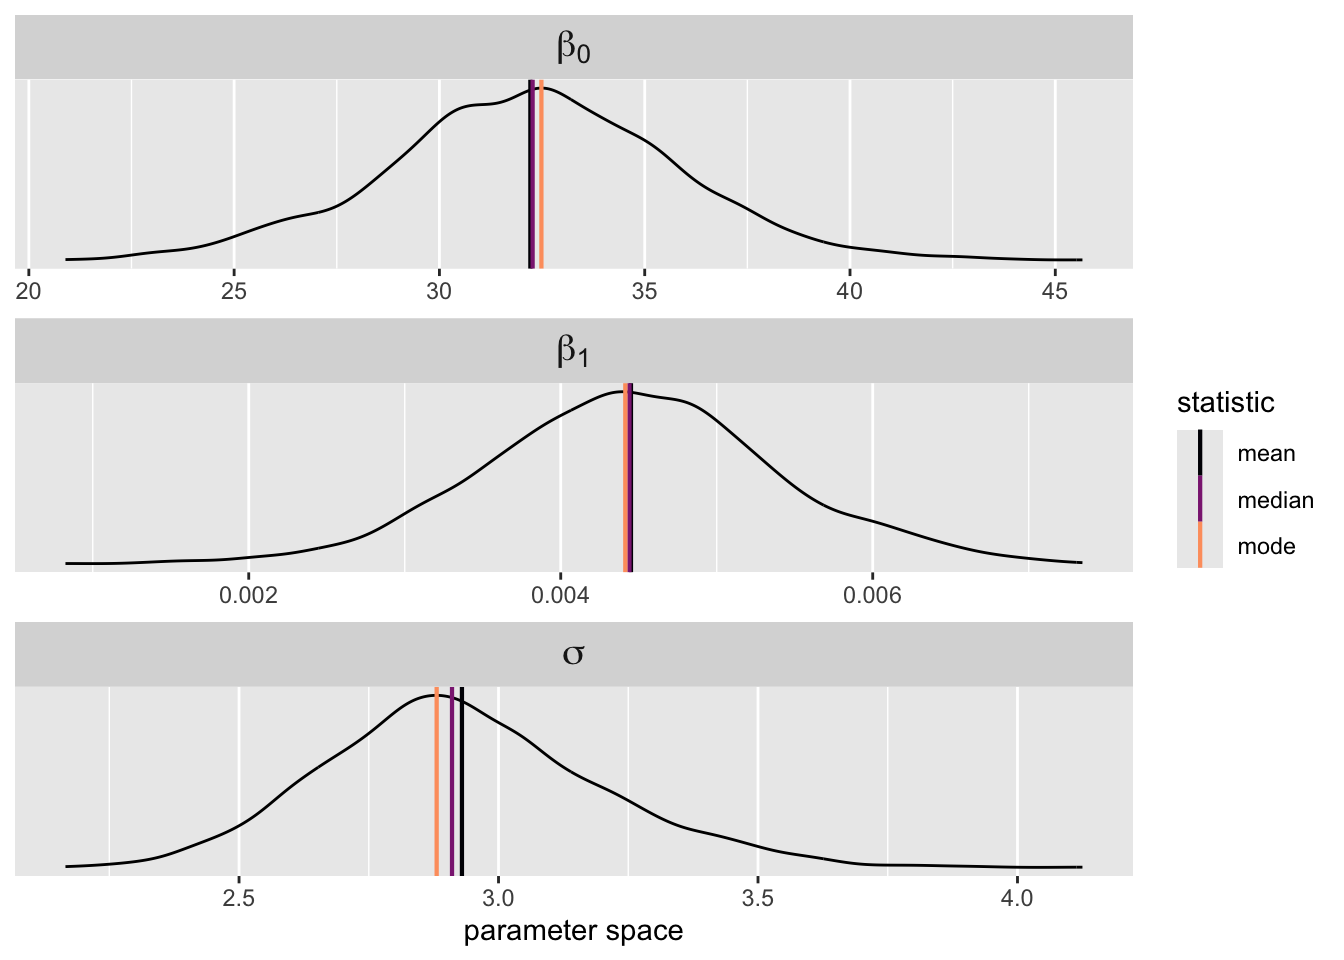 β0
20 25 30 35 40 45
β1
0.002 0.004 0.006
statistic
mean
median
mode
σ
2.5 3.0 3.5 4.0
parameter space